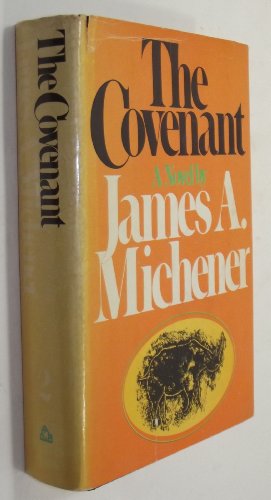 The Covenant
The
Covenant
A Novel by
James A.
Michener